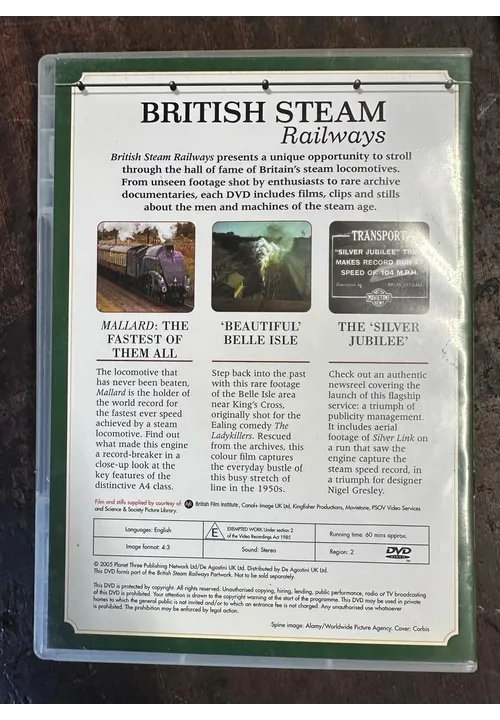 BRITISH STEAM
Railways
British Steam Railways presents a unique opportunity to stroll
through the hall of fame of Britain's steam locomotives.
From unseen footage shot by enthusiasts to rare archive
documentaries, each DVD includes films, clips and stills
about the men and machines of the steam age.
TRANSPORT
"SILVER JUBILEE" TRA
MAKES RECORD RUN A
SPEED OF 104 M.P.H.
MOVIETONE
NEWS
MALLARD: THE
FASTEST OF
THEM ALL
The locomotive that
has never been beaten,
Mallard is the holder of
the world record for
the fastest ever speed
achieved by a steam
locomotive. Find out
what made this engine
a record-breaker in a
close-up look at the
key features of the
distinctive A4 class.
'BEAUTIFUL'
BELLE ISLE
Step back into the past
with this rare footage
of the Belle Isle area
near King's Cross,
originally shot for the
Ealing comedy The
Ladykillers. Rescued
from the archives, this
colour film captures
the everyday bustle of
this busy stretch of
line in the 1950s.
THE 'SILVER
JUBILEE'
Check out an authentic
newsreel covering the
launch of this flagship
service: a triumph of
publicity management.
It includes aerial
footage of Silver Link on
a run that saw the
engine capture the
steam speed record, in
a triumph for designer
Nigel Gresley.
Film and stills supplied by courtesy of: British Film Institute, Canal+ Image UK Ltd, Kingfisher Productions, Movietone, PSOV Video Services
and Science & Society Picture Library.
Languages: English
E EXEMPTED WORK Under section 2
of the Video Recordings Act 1985
Running time: 60 mins approx.
Image format: 4:3
Sound: Stereo
Region: 2
DVD
VIDEO
© 2005 Planet Three Publishing Network Ltd/De Agostini UK Ltd. Distributed by De Agostini UK Ltd.
This DVD forms part of the British Steam Railways Partwork. Not to be sold separately.
This DVD is protected by copyright. All rights reserved. Unauthorised copying, hiring, lending, public performance, radio or TV broadcasting
of this DVD is prohibited. Your attention is drawn to the copyright warning at the start of the programme. This DVD may be used in private
homes to which the general public is not invited and/or to which an entrance fee is not charged. Any unauthorised use whatsoever
is prohibited. The prohibition may be enforced by legal action.
Spine image: Alamy/Worldwide Picture Agency. Cover: Corbis